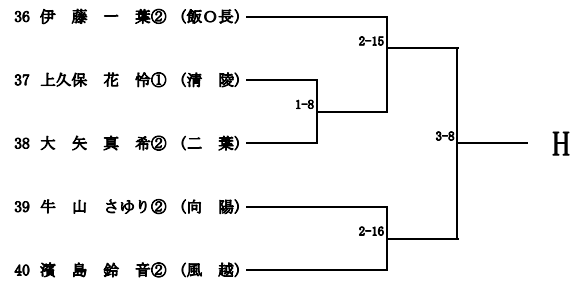 36 伊 藤 一 葉② (飯O長)
2-15
37 上久保 花 怜① (清 陵)
1-8
38 大 矢 真 希② (二 葉)
3-8
H
39 牛 山 さゆり② (向 陽)
2-16
40 濱 島 鈴 音② (風 越)